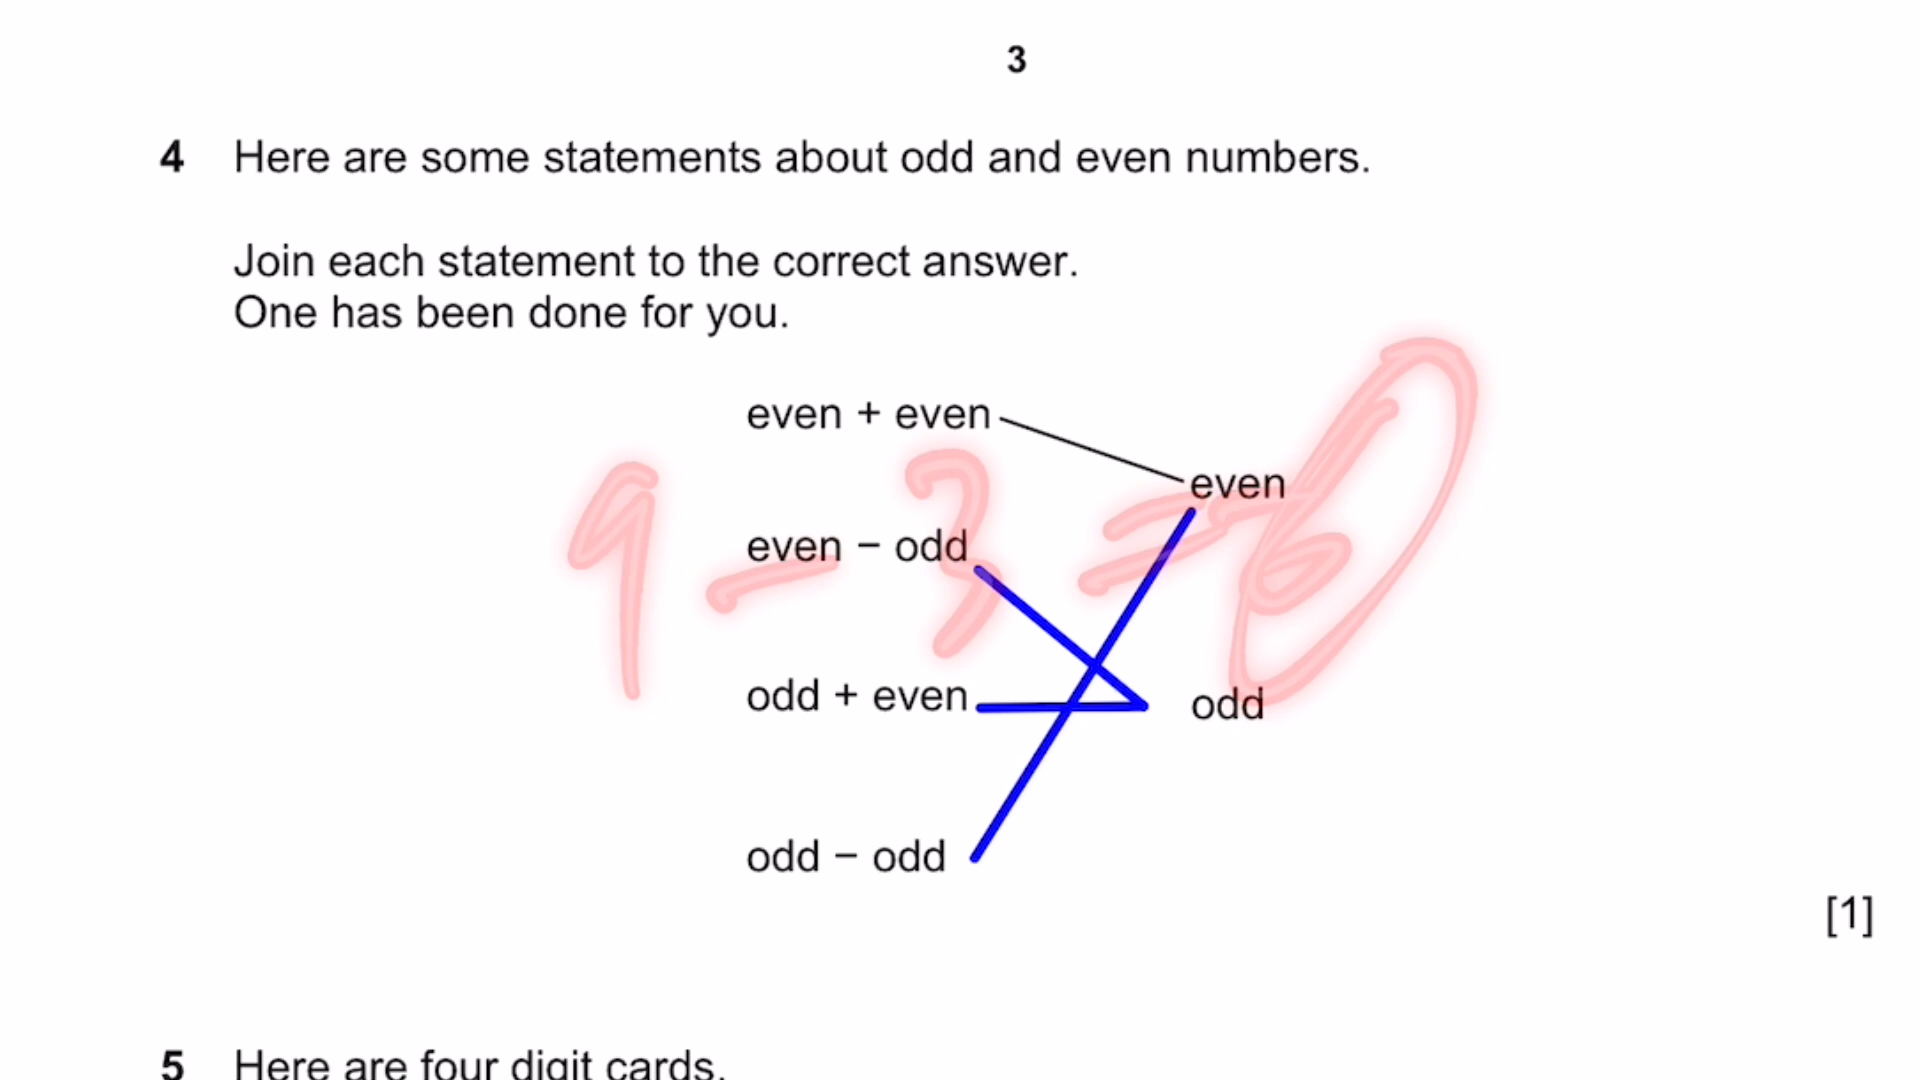 3
4 Here are some statements about odd and even numbers.
Join each statement to the correct answer.
One has been done for you.
even + even
even
9 − 3 = 6
even − odd
odd + even
odd
odd − odd
[1]
5 Here are four digit cards.